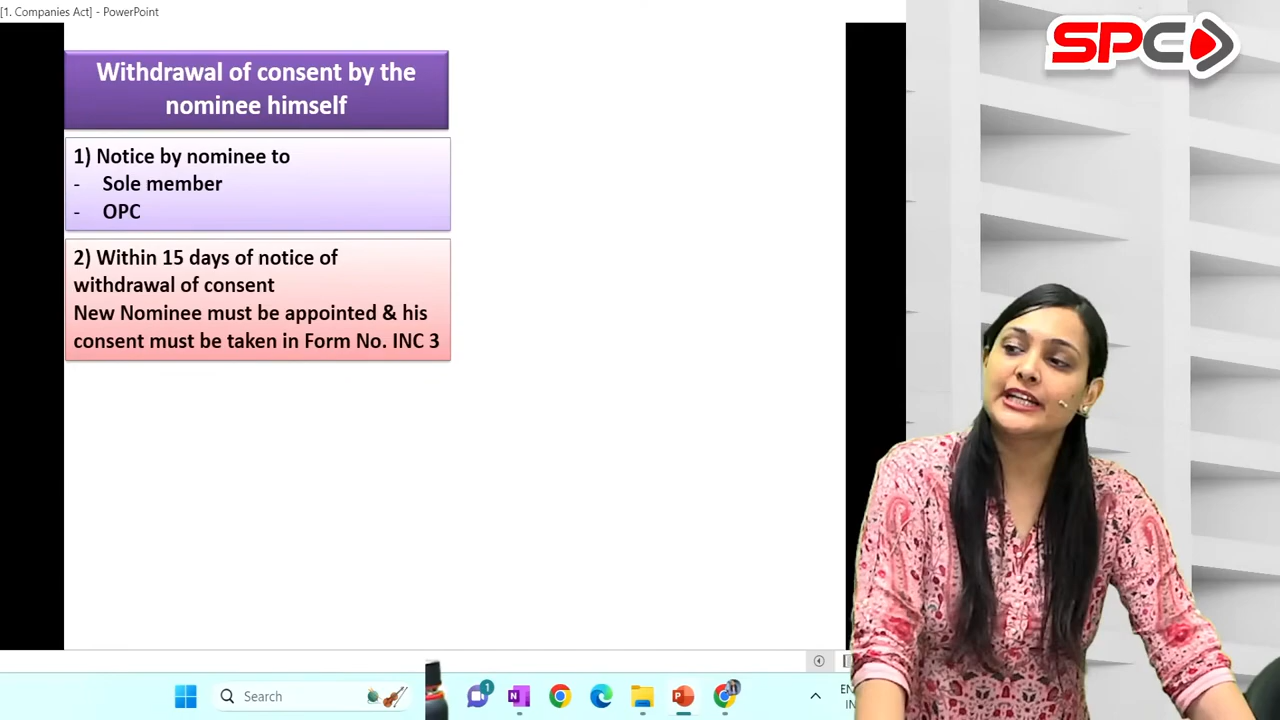 [1. Companies Act] - PowerPoint
SPC
Withdrawal of consent by the
nominee himself
1) Notice by nominee to
- Sole member
- OPC
2) Within 15 days of notice of
withdrawal of consent
New Nominee must be appointed & his
consent must be taken in Form No. INC 3
Search
1